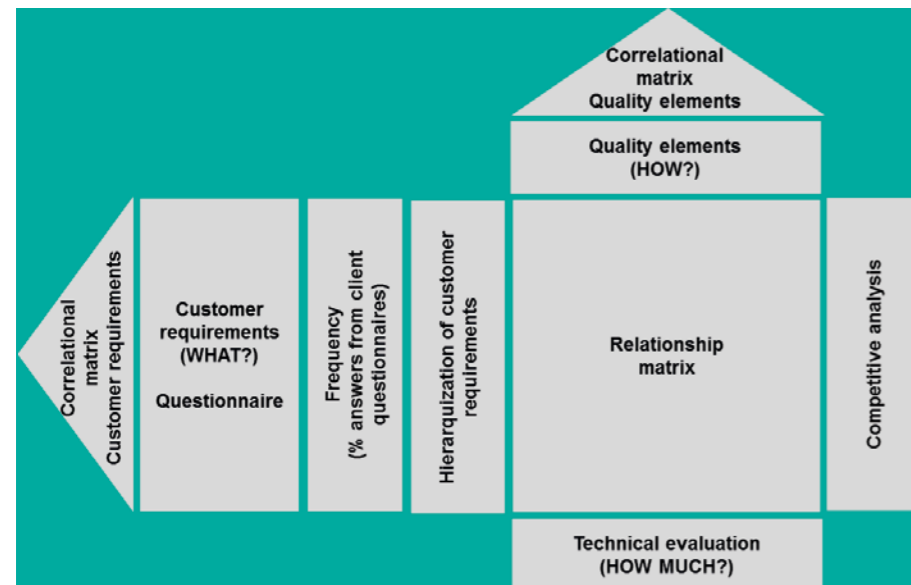 Correlational
matrix
Quality elements
Quality elements
(HOW?)
Correlational
matrix
Customer requirements
Customer
requirements
(WHAT?)
Questionnaire
Frequency
(% answers from client
questionnaires)
Hierarquization of customer
requirements
Relationship
matrix
Competitive analysis
Technical evaluation
(HOW MUCH?)